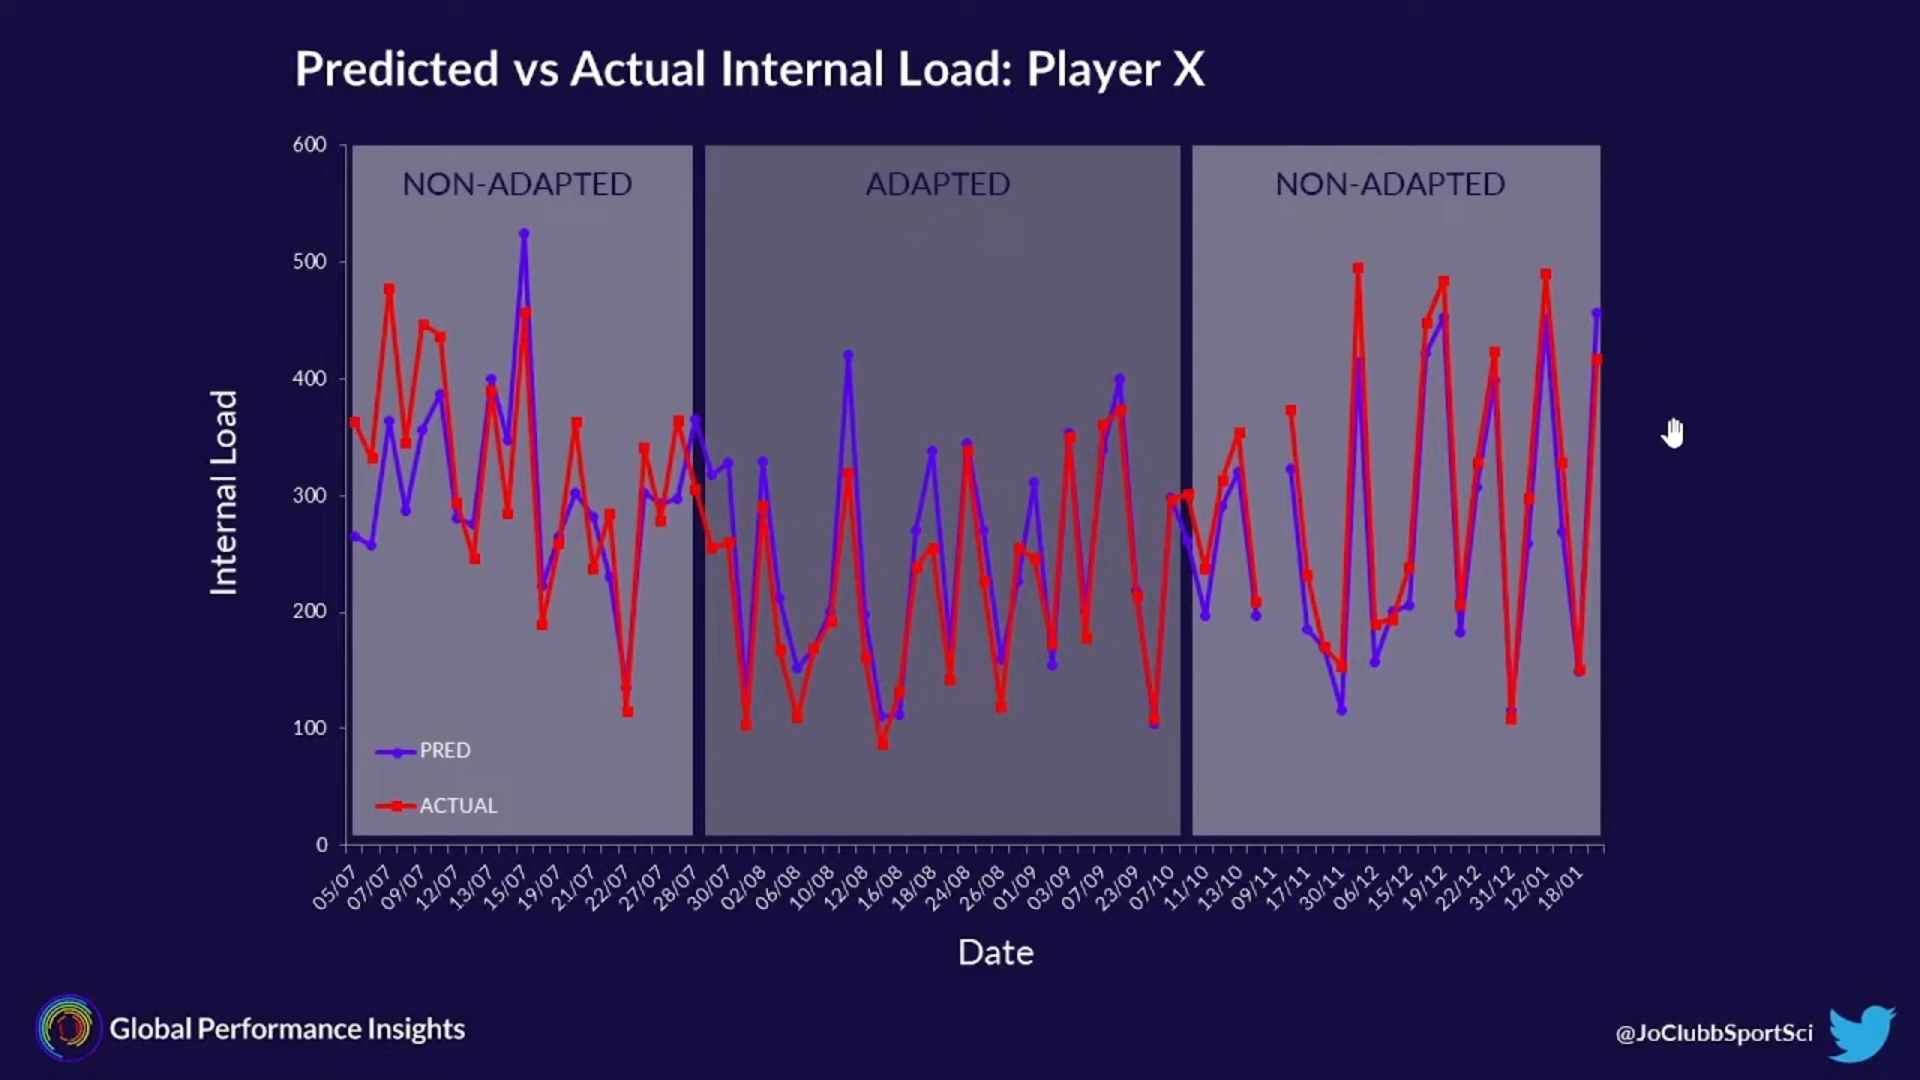 Predicted vs Actual Internal Load: Player X
NON-ADAPTED
ADAPTED
NON-ADAPTED
600
500
400
300
200
100
0
Internal Load
PRED
ACTUAL
05/07 07/07 09/07 12/07 13/07 15/07 19/07 21/07 22/07 27/07 28/07 30/07 02/08 06/08 10/08 12/08 16/08 18/08 24/08 26/08 01/09 03/09 07/09 23/09 07/10 11/10 13/10 09/11 17/11 30/11 06/12 15/12 19/12 22/12 31/12 12/01 18/01
Date
Global Performance Insights
@JoClubbSportSci